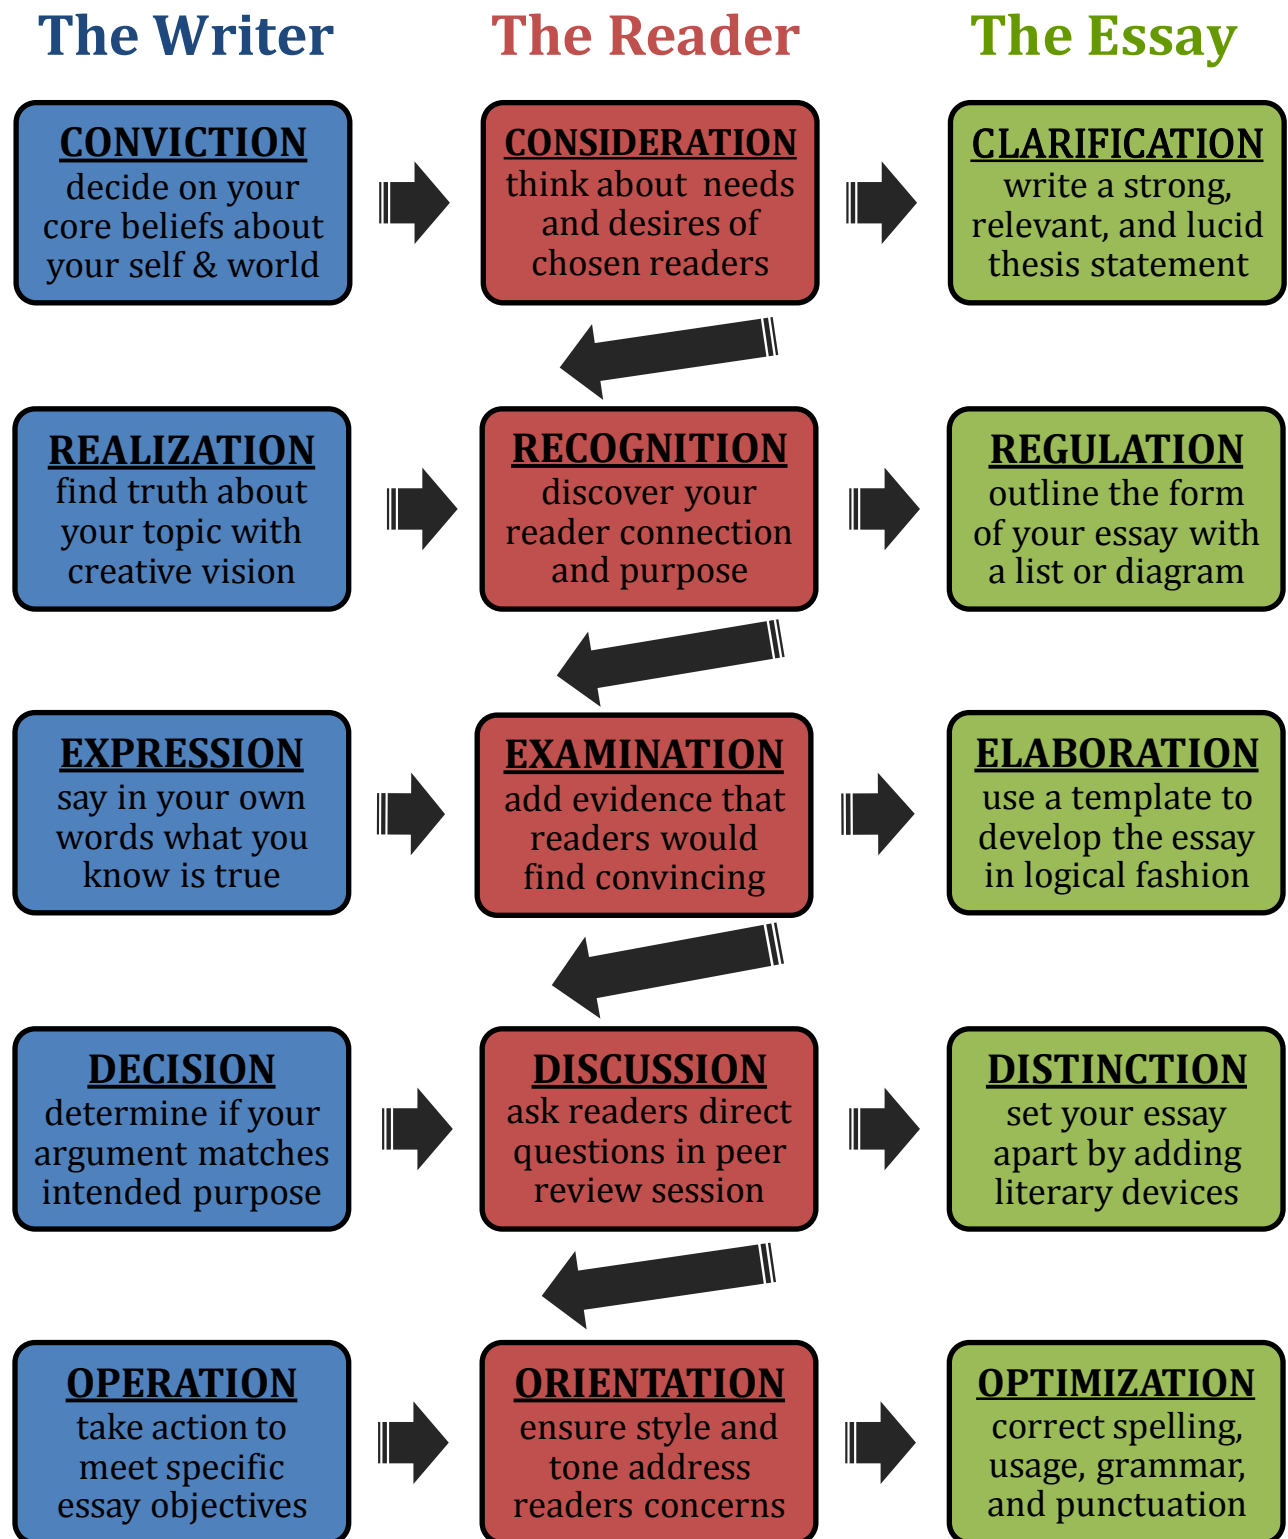 The Writer
The Reader
The Essay
CONVICTION
decide on your
core beliefs about
your self & world
CONSIDERATION
think about needs
and desires of
chosen readers
CLARIFICATION
write a strong,
relevant, and lucid
thesis statement
REALIZATION
find truth about
your topic with
creative vision
RECOGNITION
discover your
reader connection
and purpose
REGULATION
outline the form
of your essay with
a list or diagram
EXPRESSION
say in your own
words what you
know is true
EXAMINATION
add evidence that
readers would
find convincing
ELABORATION
use a template to
develop the essay
in logical fashion
DECISION
determine if your
argument matches
intended purpose
DISCUSSION
ask readers direct
questions in peer
review session
DISTINCTION
set your essay
apart by adding
literary devices
OPERATION
take action to
meet specific
essay objectives
ORIENTATION
ensure style and
tone address
readers concerns
OPTIMIZATION
correct spelling,
usage, grammar,
and punctuation